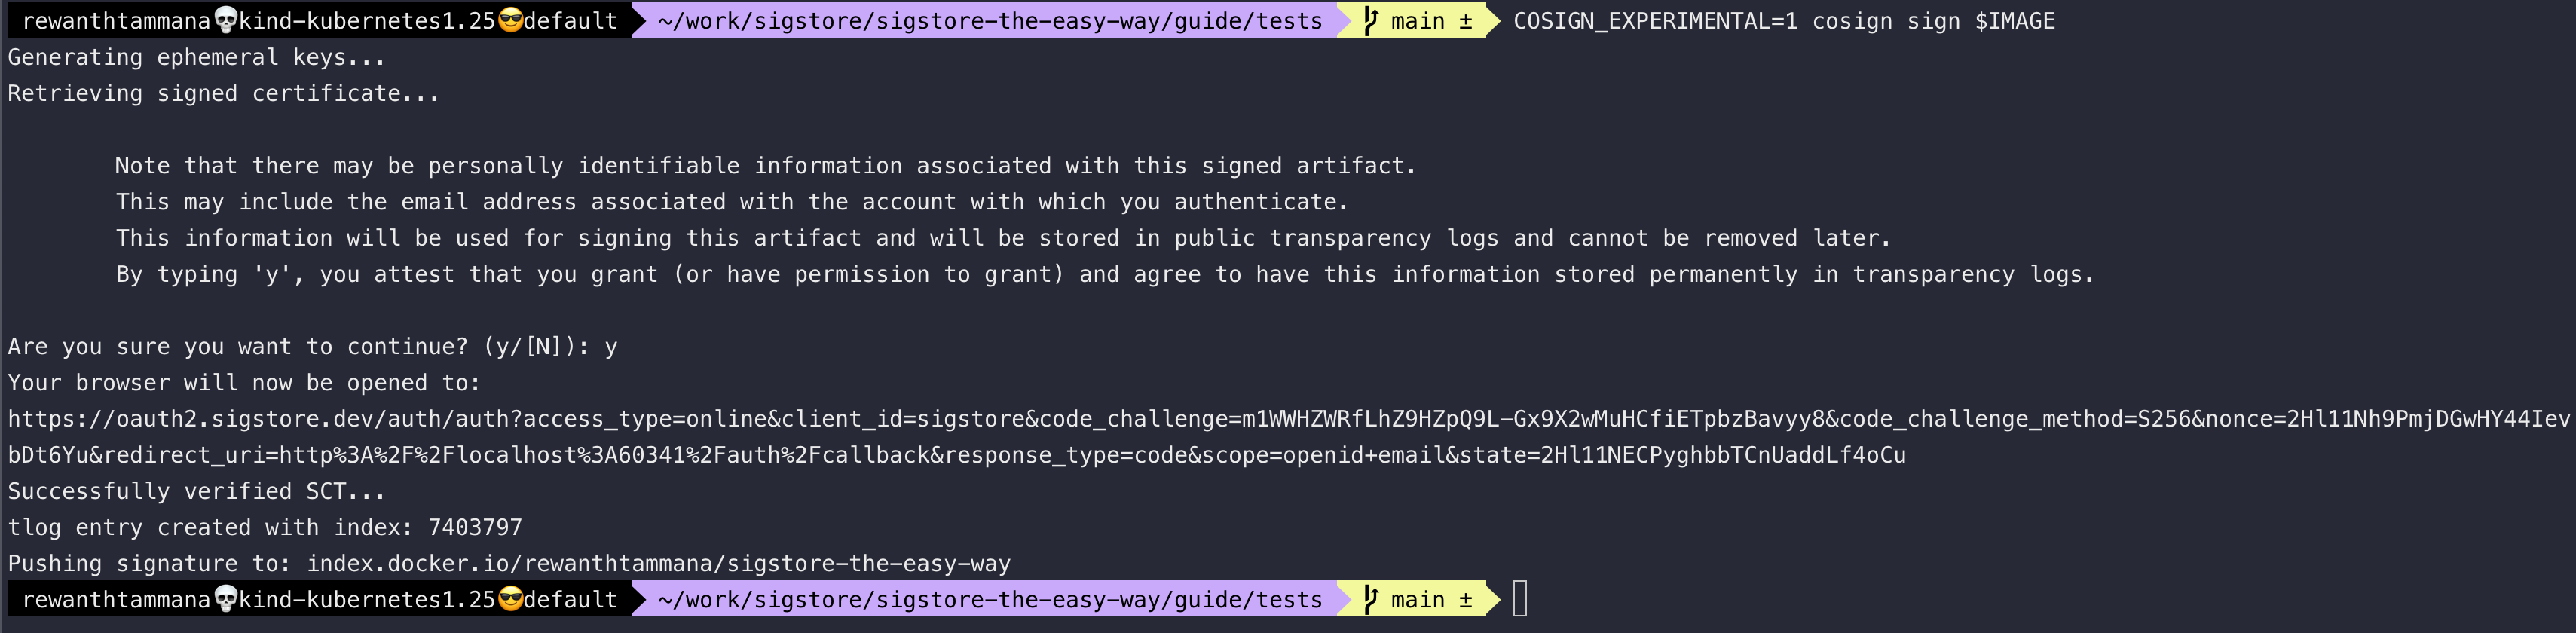 rewanthtammana💀kind-kubernetes1.25😎default ~/work/sigstore/sigstore-the-easy-way/guide/tests main ± COSIGN_EXPERIMENTAL=1 cosign sign $IMAGE
Generating ephemeral keys...
Retrieving signed certificate...
Note that there may be personally identifiable information associated with this signed artifact.
This may include the email address associated with the account with which you authenticate.
This information will be used for signing this artifact and will be stored in public transparency logs and cannot be removed later.
By typing 'y', you attest that you grant (or have permission to grant) and agree to have this information stored permanently in transparency logs.
Are you sure you want to continue? (y/[N]): y
Your browser will now be opened to:
https://oauth2.sigstore.dev/auth/auth?access_type=online&client_id=sigstore&code_challenge=m1WWHZWRfLhZ9HZpQ9L-Gx9X2wMuHCfiETpbzBavyy8&code_challenge_method=S256&nonce=2Hl11Nh9PmjDGwHY44Iev
bDt6Yu&redirect_uri=http%3A%2F%2Flocalhost%3A60341%2Fauth%2Fcallback&response_type=code&scope=openid+email&state=2Hl11NECPyghbbTCnUaddLf4oCu
Successfully verified SCT...
tlog entry created with index: 7403797
Pushing signature to: index.docker.io/rewanthtammana/sigstore-the-easy-way
rewanthtammana💀kind-kubernetes1.25😎default ~/work/sigstore/sigstore-the-easy-way/guide/tests main ±